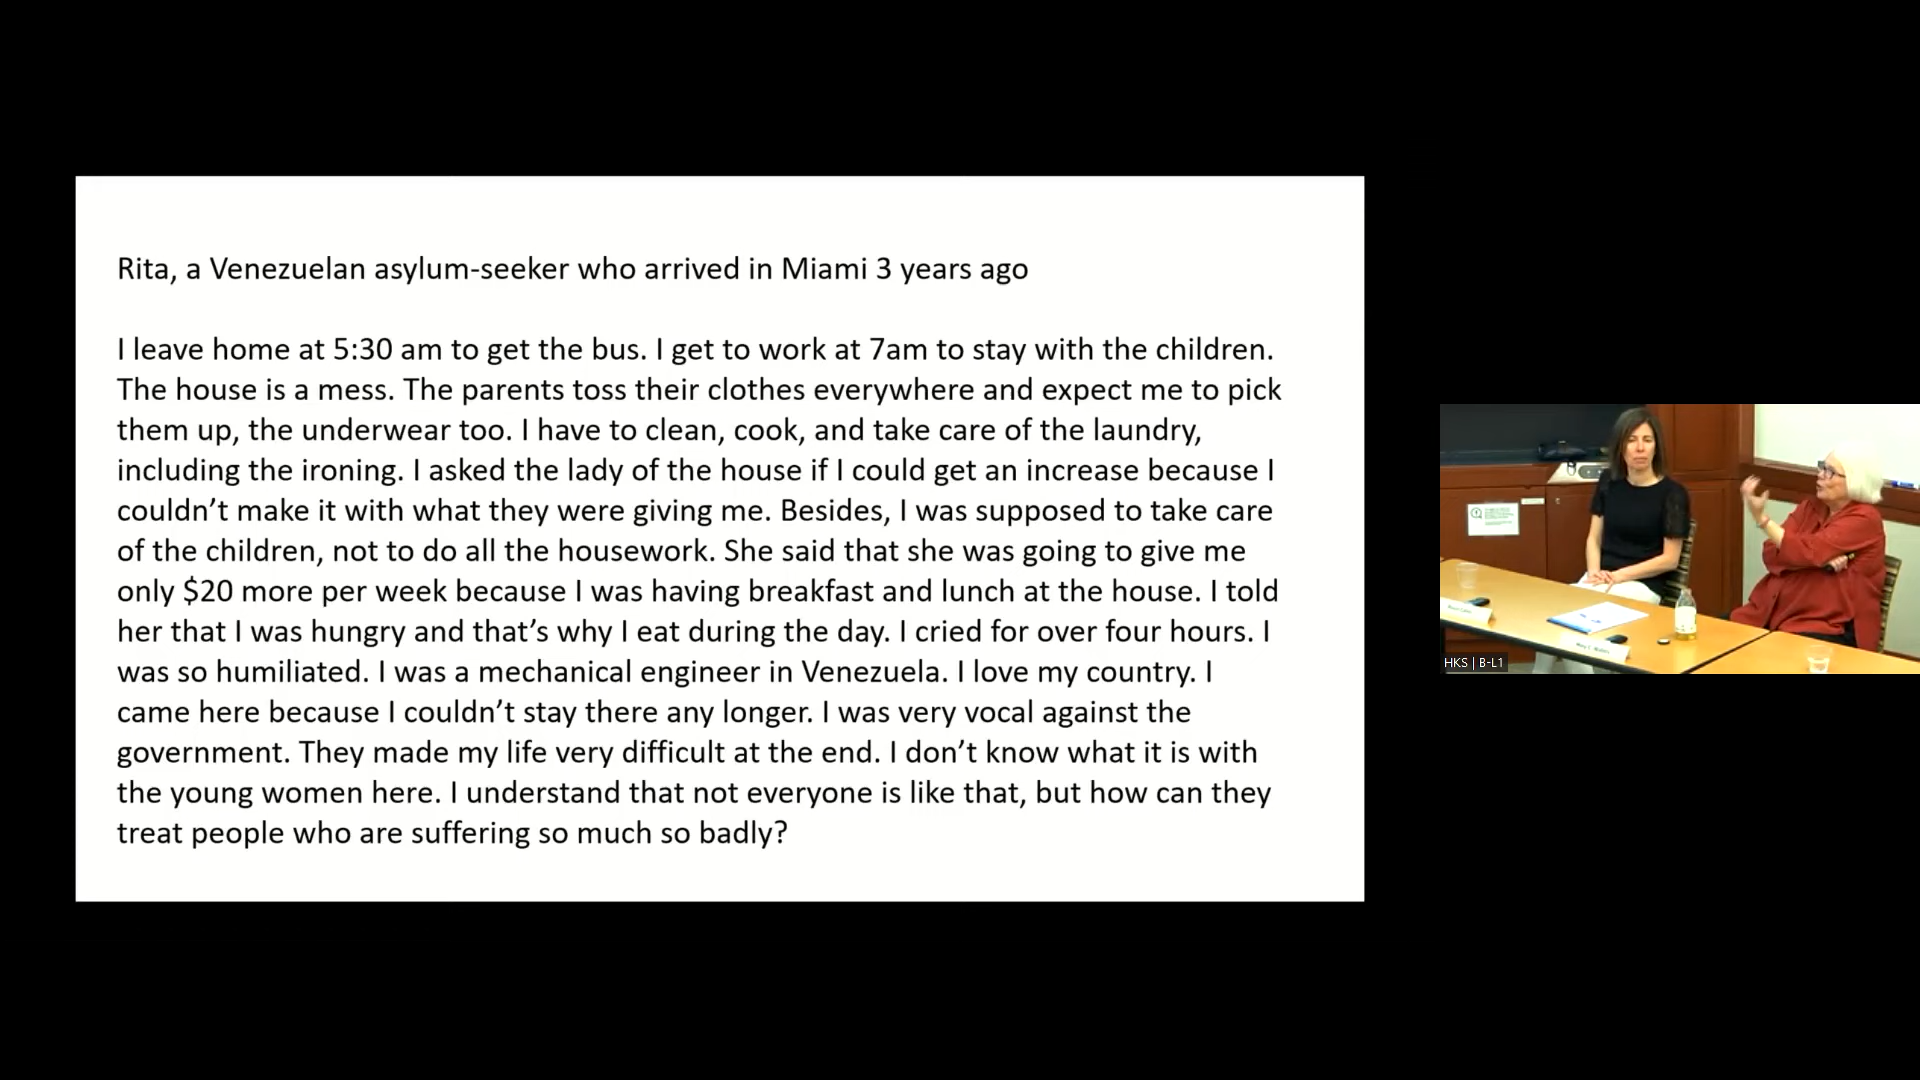 Rita, a Venezuelan asylum-seeker who arrived in Miami 3 years ago
I leave home at 5:30 am to get the bus. I get to work at 7am to stay with the children.
The house is a mess. The parents toss their clothes everywhere and expect me to pick
them up, the underwear too. I have to clean, cook, and take care of the laundry,
including the ironing. I asked the lady of the house if I could get an increase because I
couldn’t make it with what they were giving me. Besides, I was supposed to take care
of the children, not to do all the housework. She said that she was going to give me
only $20 more per week because I was having breakfast and lunch at the house. I told
her that I was hungry and that’s why I eat during the day. I cried for over four hours. I
was so humiliated. I was a mechanical engineer in Venezuela. I love my country. I
came here because I couldn’t stay there any longer. I was very vocal against the
government. They made my life very difficult at the end. I don’t know what it is with
the young women here. I understand that not everyone is like that, but how can they
treat people who are suffering so much so badly?
HKS | B-L1